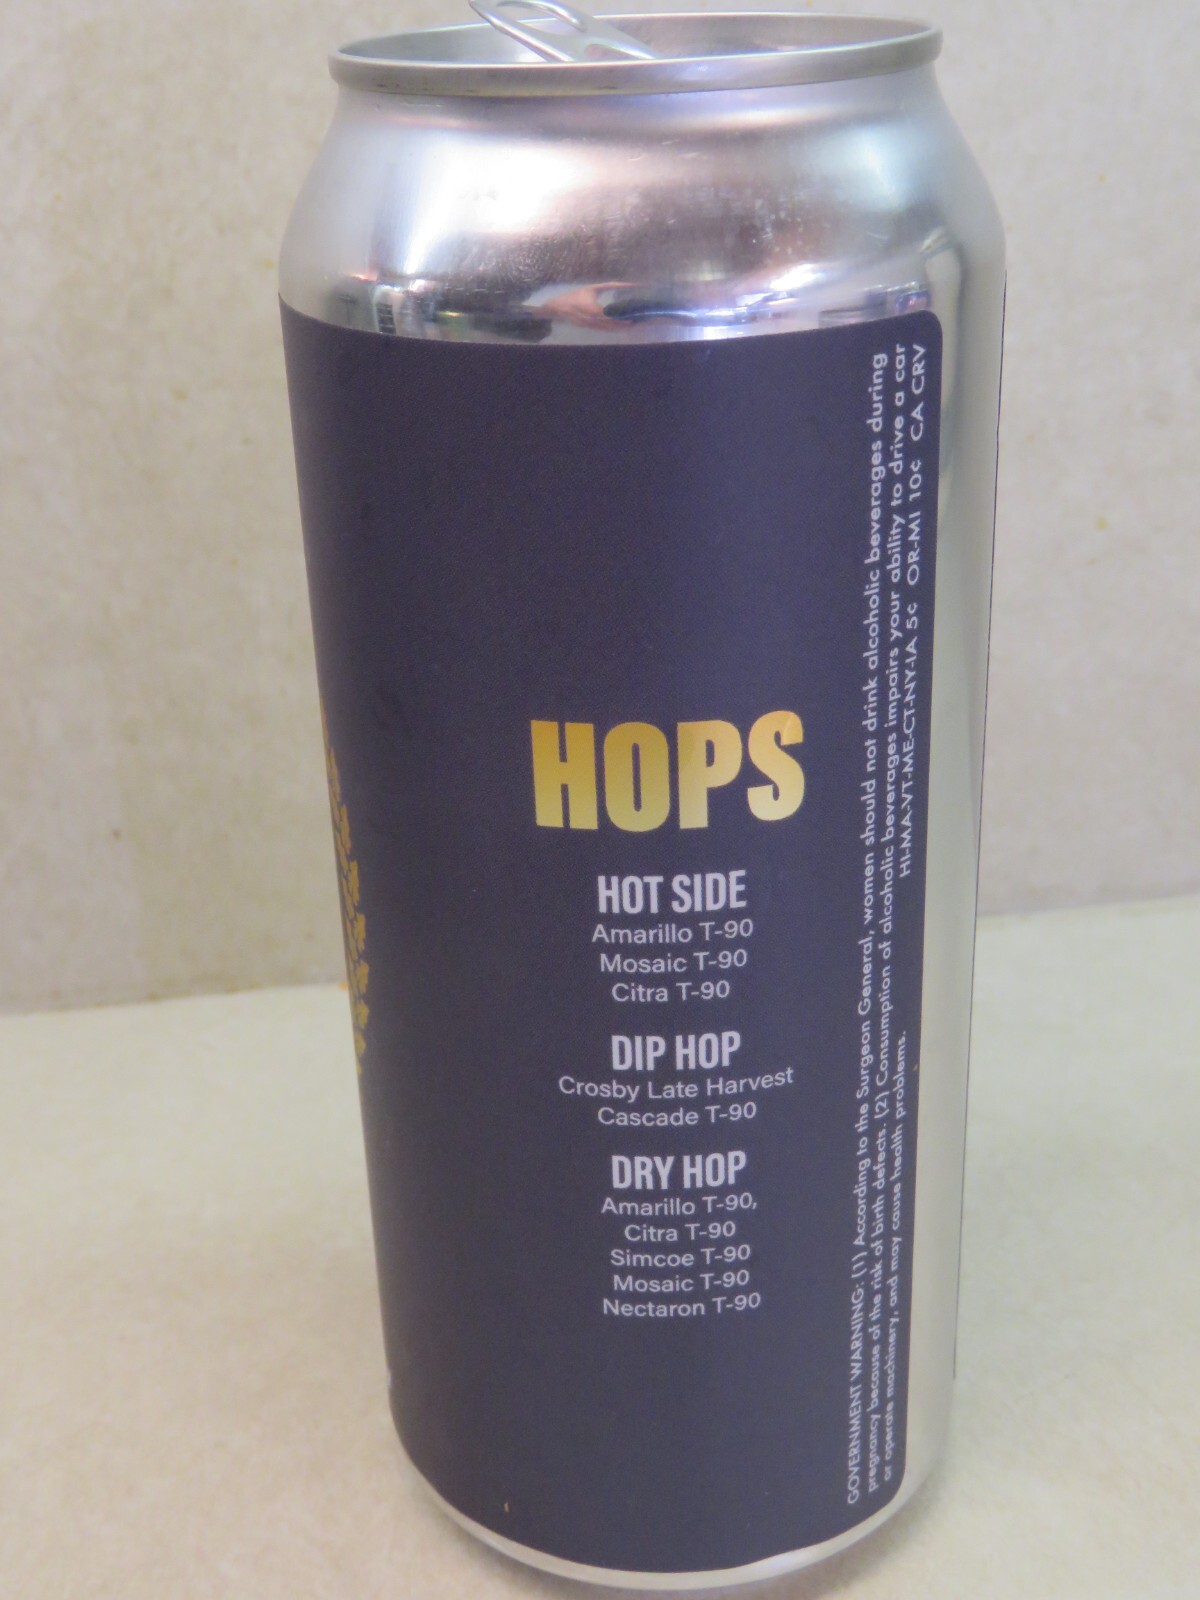 HOPS
HOT SIDE
Amarillo T-90
Mosaic T-90
Citra T-90
DIP HOP
Crosby Late Harvest
Cascade T-90
DRY HOP
Amarillo T-90,
Citra T-90
Simcoe T-90
Mosaic T-90
Nectaron T-90
GOVERNMENT WARNING: (1) According to the Surgeon General, women should not drink alcoholic beverages during
pregnancy because of the risk of birth defects. (2) Consumption of alcoholic beverages impairs your ability to drive a car
or operate machinery, and may cause health problems. HI-MA-VT-ME-CT-NY-IA 5¢ OR-MI 10¢ CA CRV